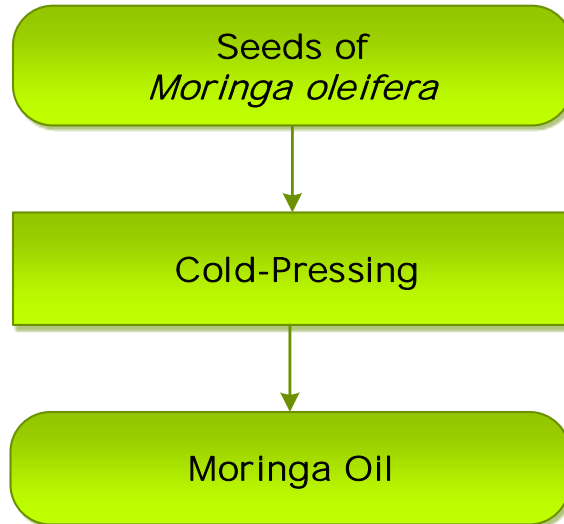 Seeds of
Moringa oleifera
Cold-Pressing
Moringa Oil